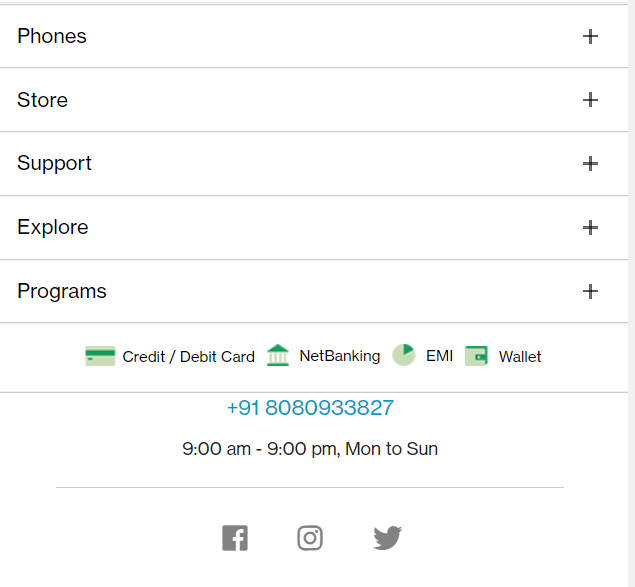 Phones
Store
Support
Explore
Programs
Credit / Debit Card NetBanking EMI Wallet
+91 8080933827
9:00 am - 9:00 pm, Mon to Sun